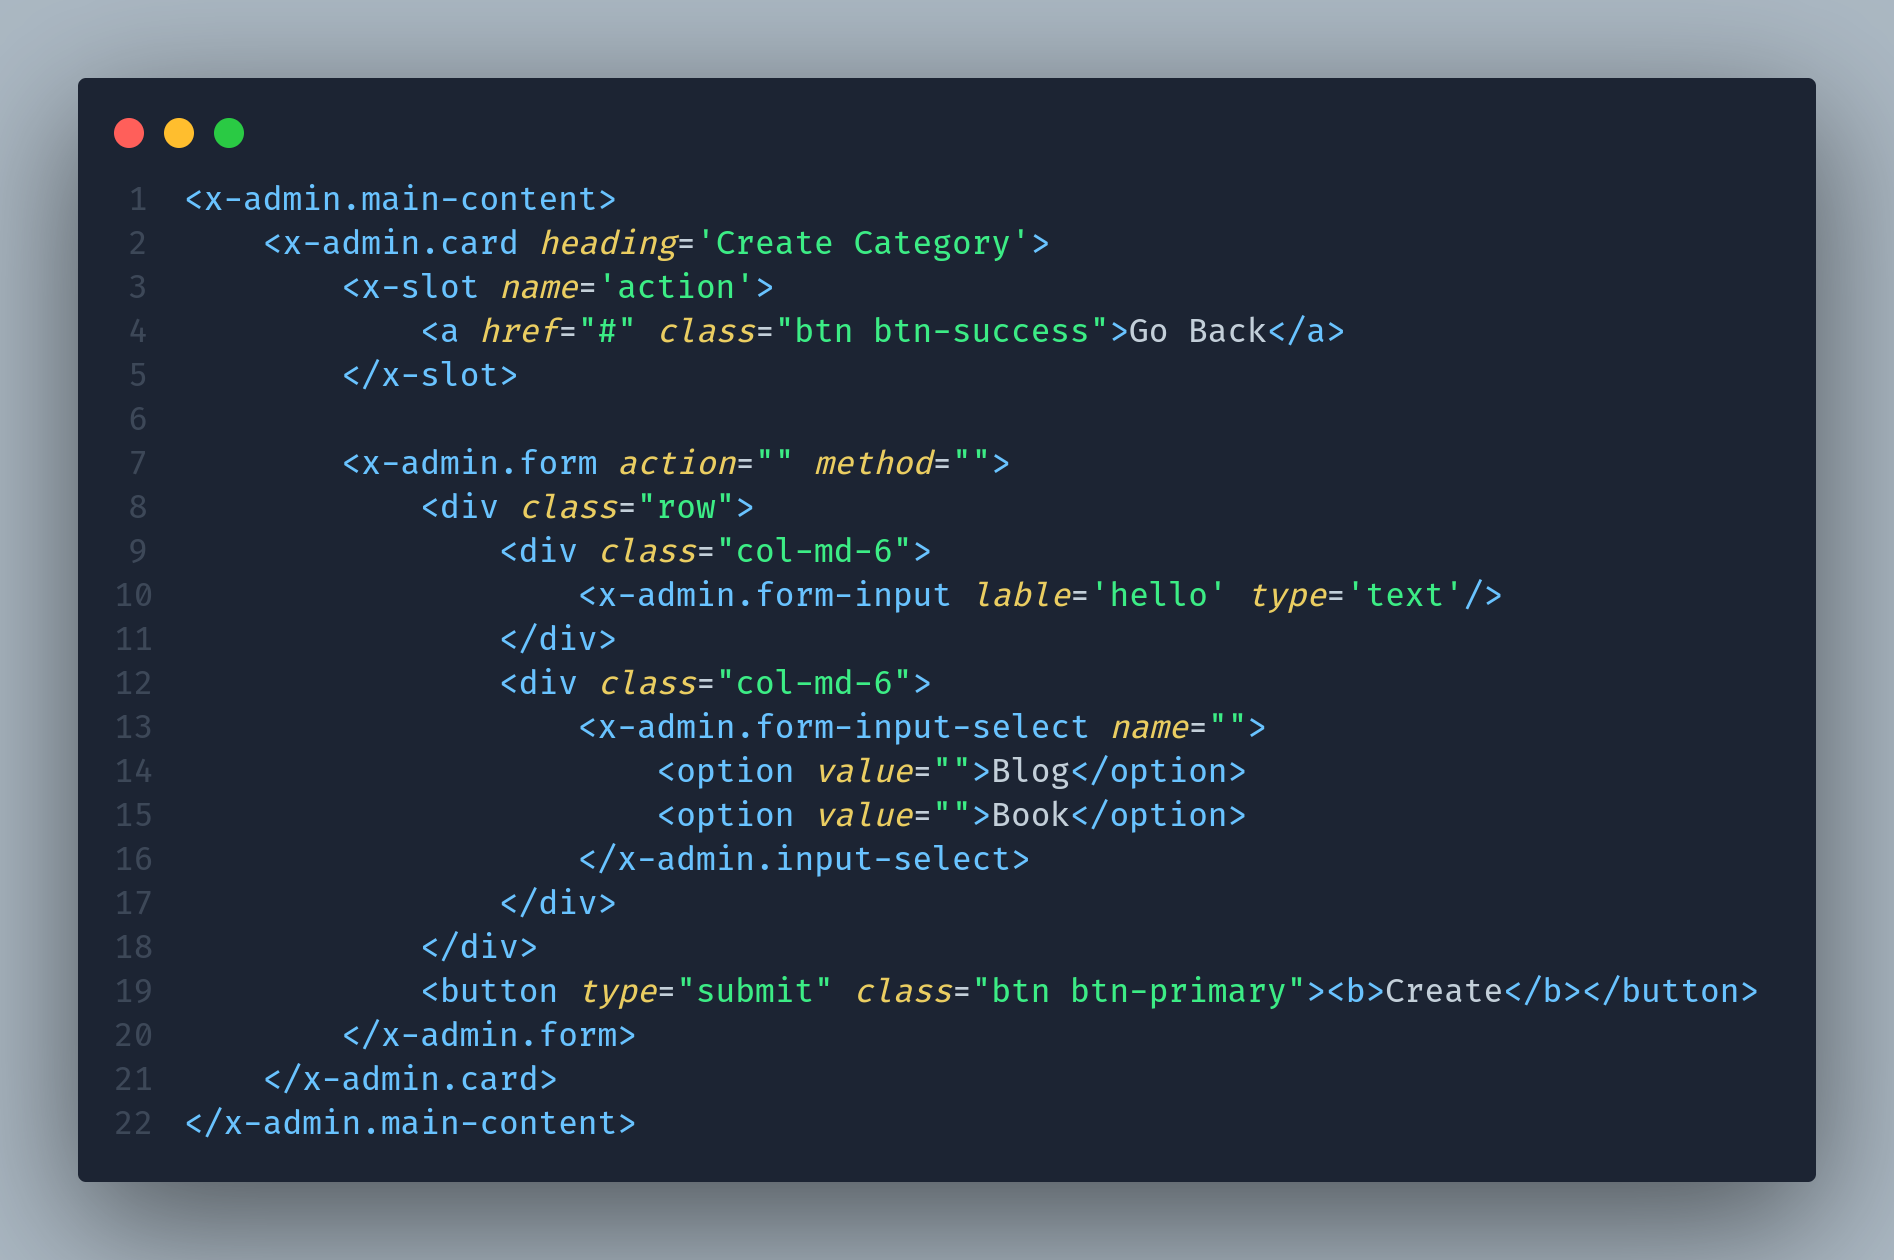 1 <x-admin.main-content>
2     <x-admin.card heading='Create Category'>
3         <x-slot name='action'>
4             <a href="#" class="btn btn-success">Go Back</a>
5         </x-slot>
6
7         <x-admin.form action="" method="">
8             <div class="row">
9                 <div class="col-md-6">
10                     <x-admin.form-input lable='hello' type='text'/>
11                 </div>
12                 <div class="col-md-6">
13                     <x-admin.form-input-select name="">
14                         <option value="">Blog</option>
15                         <option value="">Book</option>
16                     </x-admin.input-select>
17                 </div>
18             </div>
19             <button type="submit" class="btn btn-primary"><b>Create</b></button>
20         </x-admin.form>
21     </x-admin.card>
22 </x-admin.main-content>